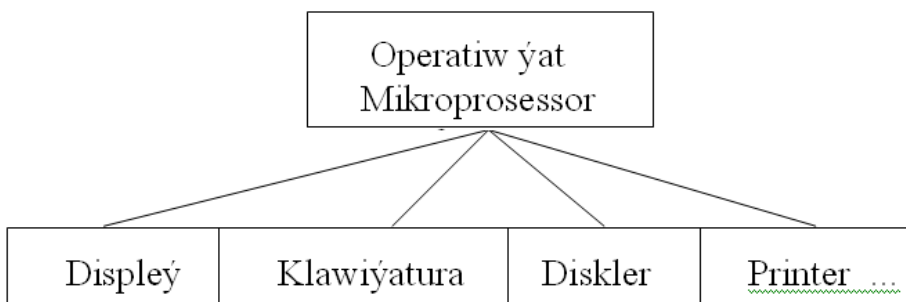 Operatiw ýat
Mikroprosessor
Displeý Klawiýatura Diskler Printer ...